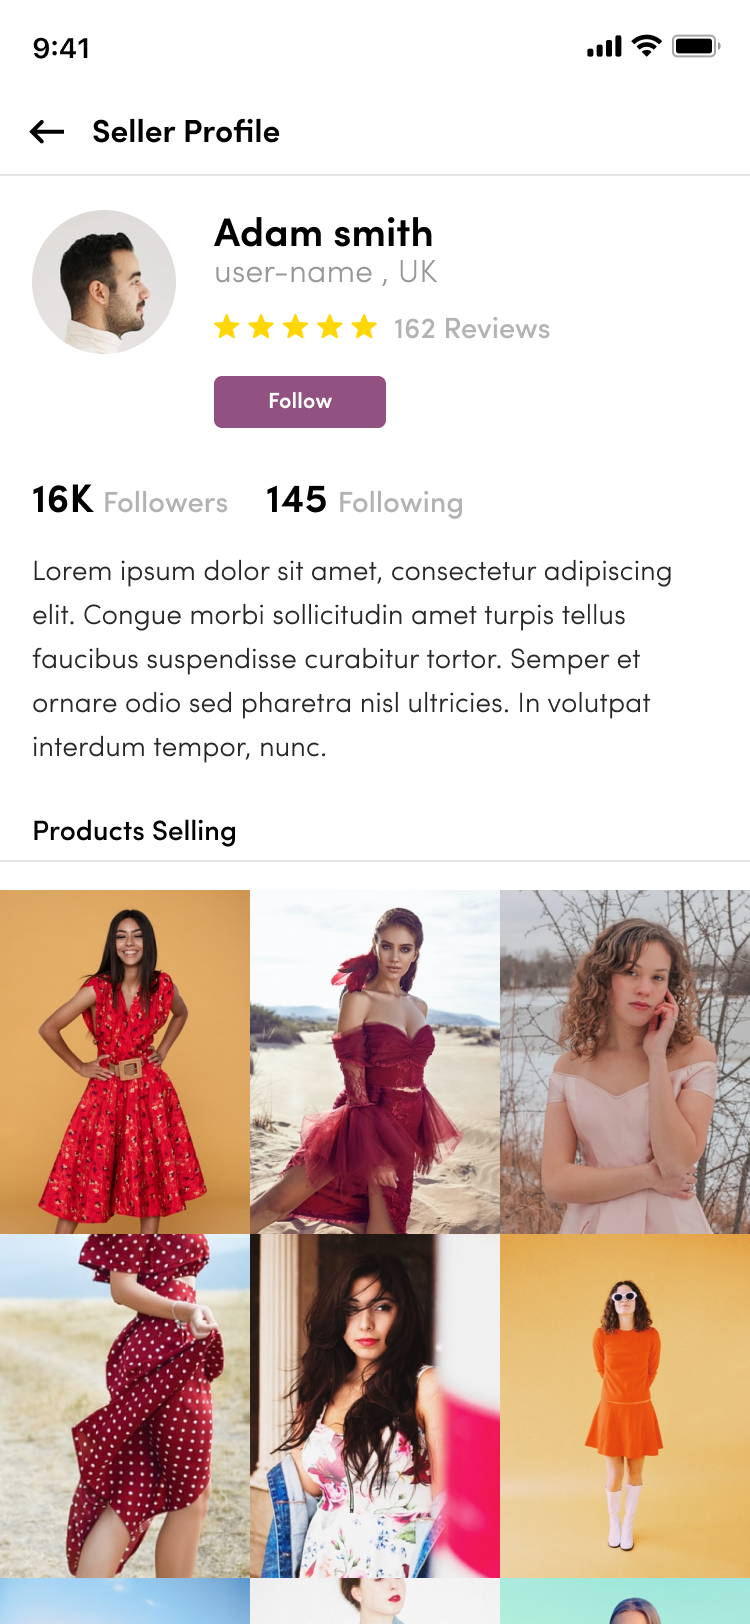 9:41
Seller Profile
Adam smith
user-name , UK
162 Reviews
Follow
16K Followers 145 Following
Lorem ipsum dolor sit amet, consectetur adipiscing
elit. Congue morbi sollicitudin amet turpis tellus
faucibus suspendisse curabitur tortor. Semper et
ornare odio sed pharetra nisl ultricies. In volutpat
interdum tempor, nunc.
Products Selling